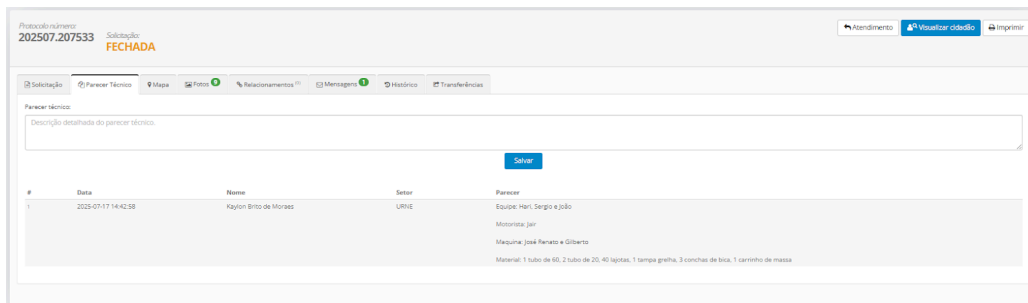 Protocolo número:
202507.207533
Solicitação:
FECHADA
Atendimento
Visualizar cidadão
Imprimir
Solicitação
Parecer Técnico
Mapa
Fotos 9
Relacionamentos (0)
Mensagens 1
Histórico
Transferências
Parecer técnico:
Descrição detalhada do parecer técnico.
Salvar
# Data Nome Setor Parecer
1 2025-07-17 14:42:58 Kaylon Brito de Moraes URNE Equipe: Hari, Sergio e João
Motorista: Jair
Maquina: José Renato e Gilberto
Material: 1 tubo de 60, 2 tubo de 20, 40 lajotas, 1 tampa grelha, 3 conchas de bica, 1 carrinho de massa